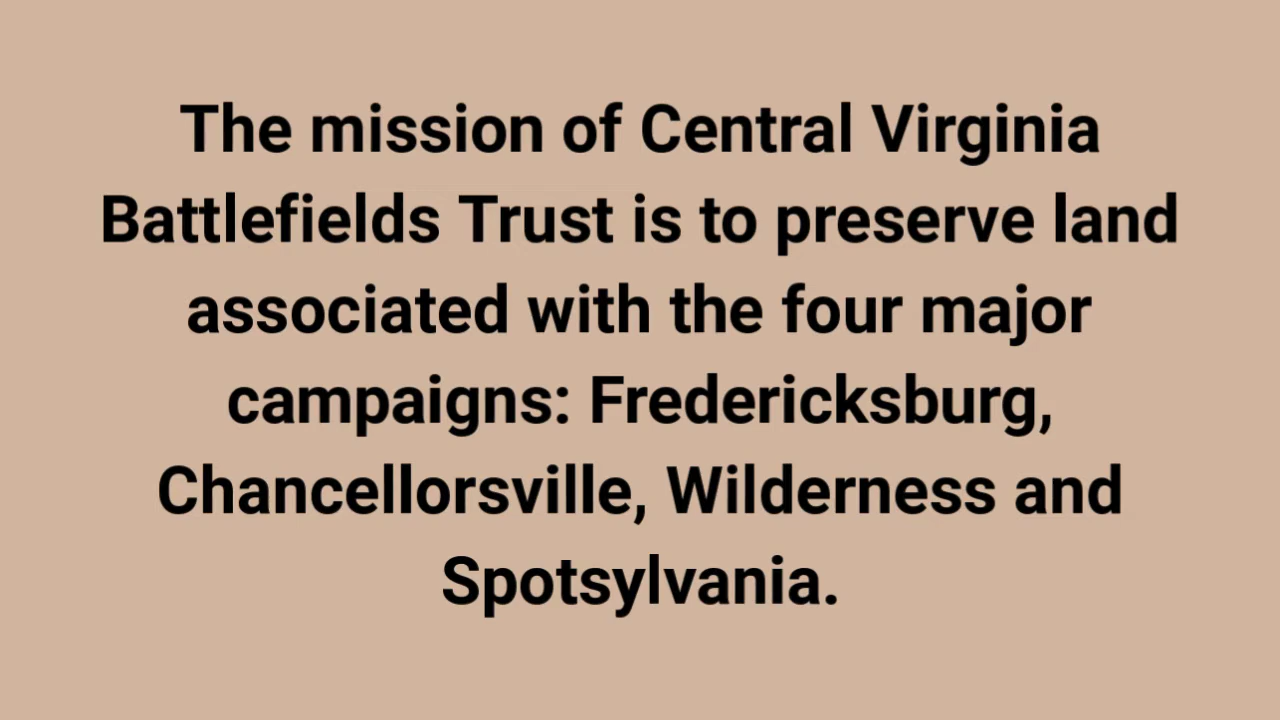 The mission of Central Virginia
Battlefields Trust is to preserve land
associated with the four major
campaigns: Fredericksburg,
Chancellorsville, Wilderness and
Spotsylvania.